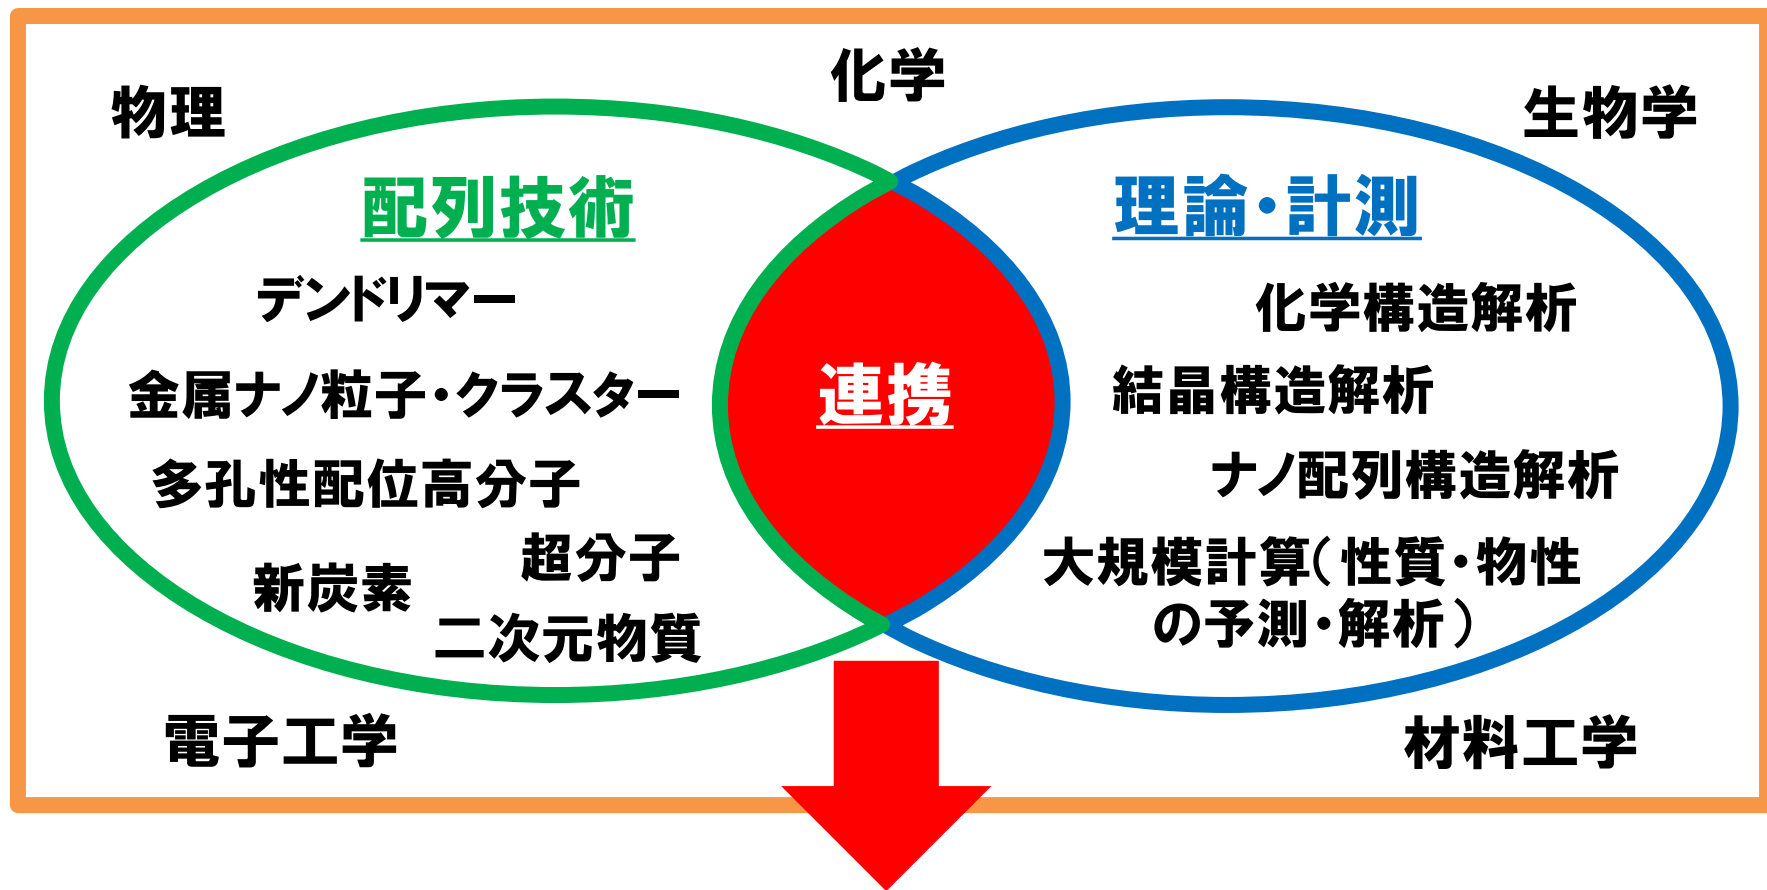 化学
物理
生物学
配列技術
デンドリマー
金属ナノ粒子・クラスター
多孔性配位高分子
超分子
新炭素
二次元物質
連携
理論・計測
化学構造解析
結晶構造解析
ナノ配列構造解析
大規模計算(性質・物性
の予測・解析)
電子工学
材料工学